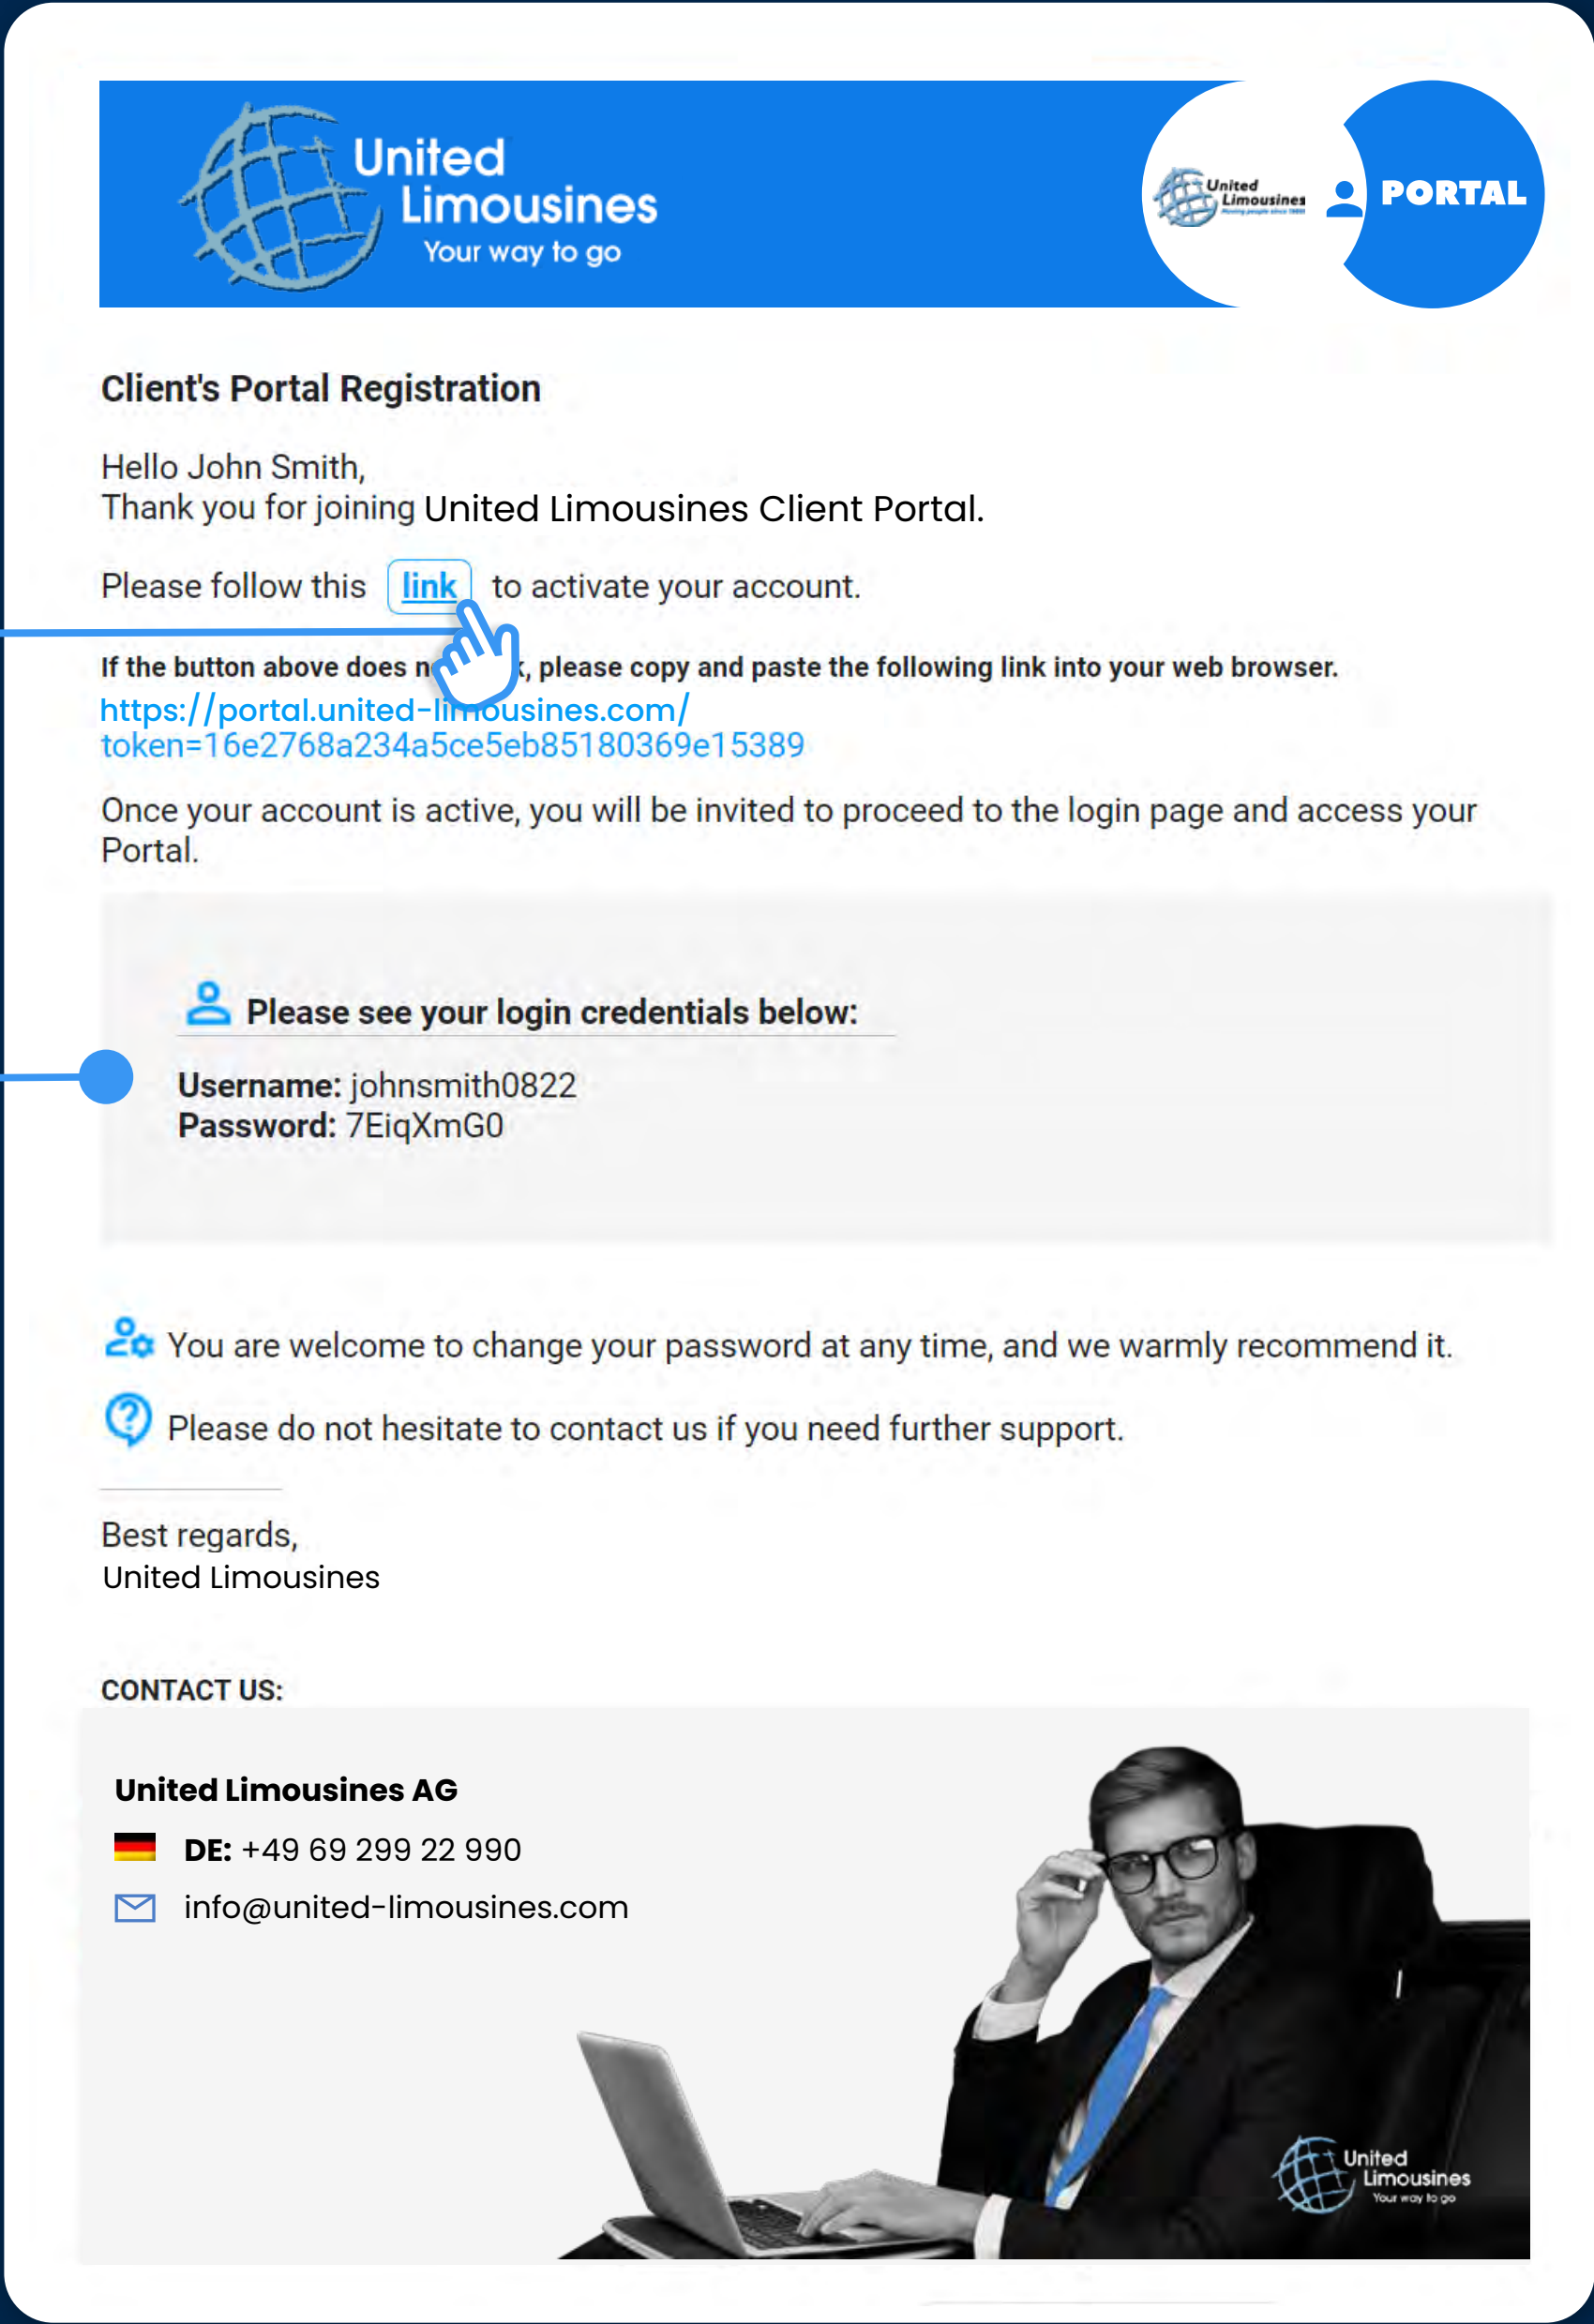 United
Limousines
Your way to go
United
Limousines
PORTAL
Client's Portal Registration
Hello John Smith,
Thank you for joining United Limousines Client Portal.
Please follow this link to activate your account.
If the button above does please copy and paste the following link into your web browser.
https://portal.united-limousines.com/
token=16e2768a234a5ce5eb85180369e15389
Once your account is active, you will be invited to proceed to the login page and access your
Portal.
Please see your login credentials below:
Username: johnsmith0822
Password: 7EiqXmG0
You are welcome to change your password at any time, and we warmly recommend it.
Please do not hesitate to contact us if you need further support.
Best regards,
United Limousines
CONTACT US:
United Limousines AG
DE: +49 69 299 22 990
info@united-limousines.com
United
Limousines
Your way to go